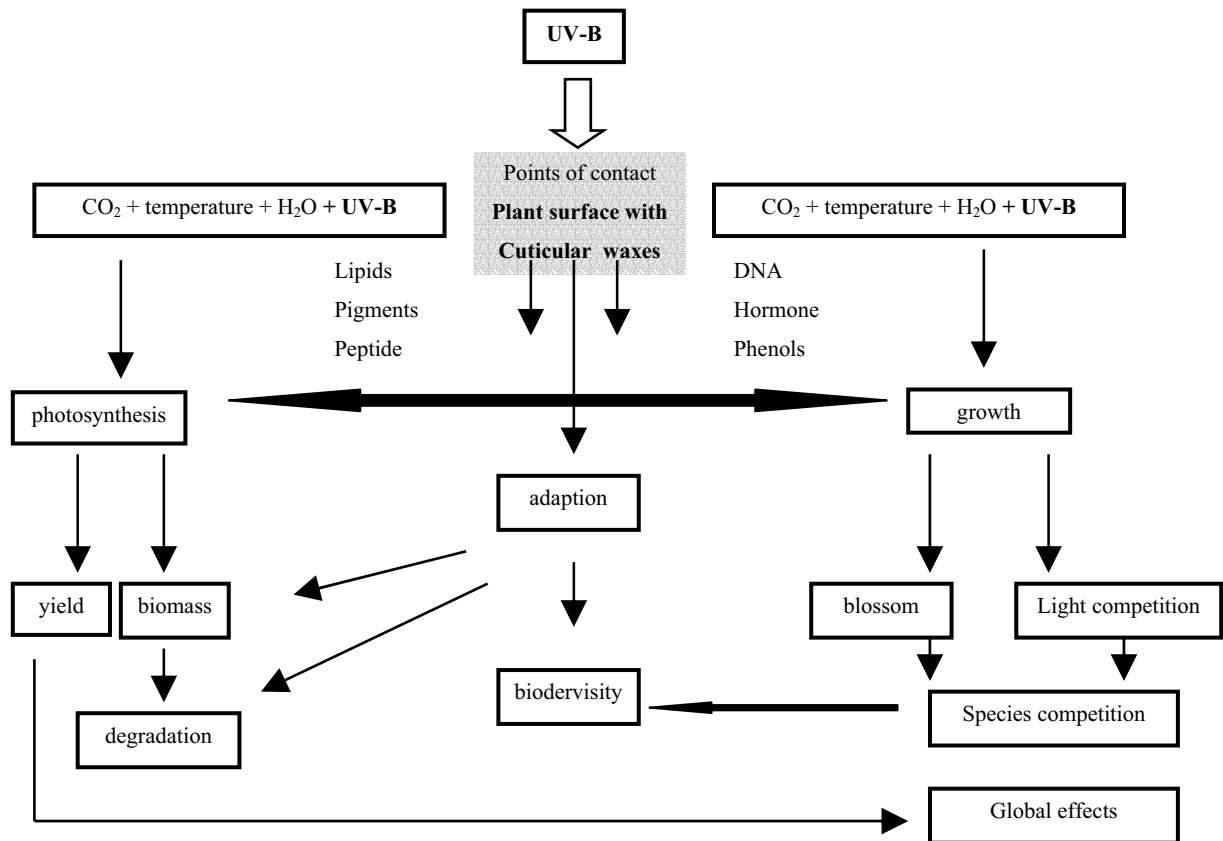 UV-B
Points of contact
Plant surface with
Cuticular waxes
CO₂ + temperature + H₂O + UV-B
CO₂ + temperature + H₂O + UV-B
Lipids
Pigments
Peptide
DNA
Hormone
Phenols
photosynthesis
growth
adaption
yield
biomass
blossom
Light competition
biodervisity
Species competition
degradation
Global effects